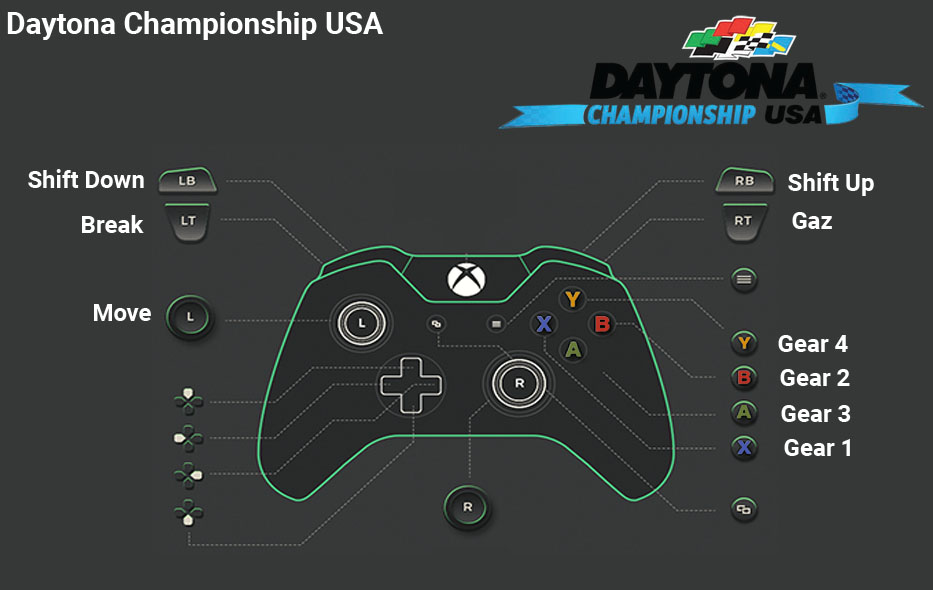 Daytona Championship USA
DAYTONA®
CHAMPIONSHIP USA
Shift Down LB
RB Shift Up
Break LT
RT Gaz
Move L
L
Y
X B
A
R
Y Gear 4
B Gear 2
A Gear 3
X Gear 1
R